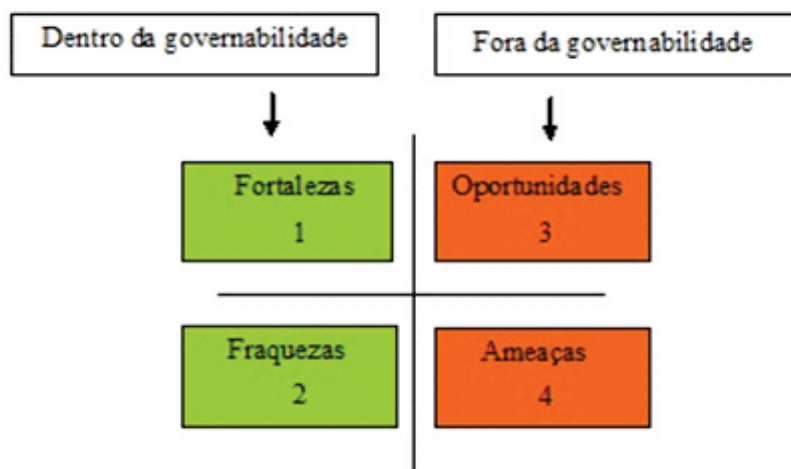 Dentro da governabilidade
Fora da governabilidade
Fortalezas
1
Oportunidades
3
Fraquezas
2
Ameaças
4